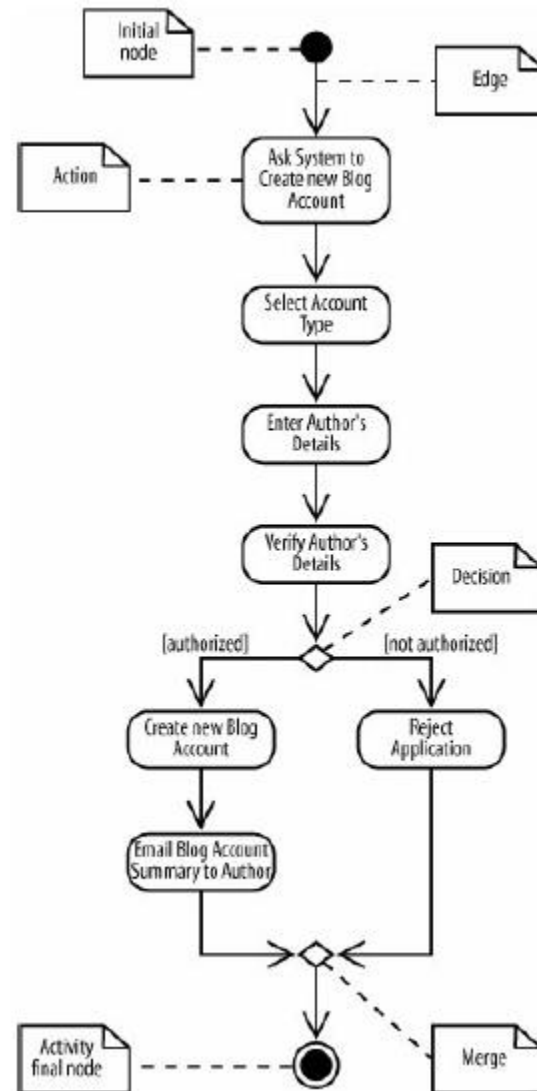 Initial
node
Edge
Ask System to
Create new Blog
Account
Action
Select Account
Type
Enter Author's
Details
Verify Author's
Details
Decision
[authorized]
[not authorized]
Create new Blog
Account
Reject
Application
Email Blog Account
Summary to Author
Activity
final node
Merge